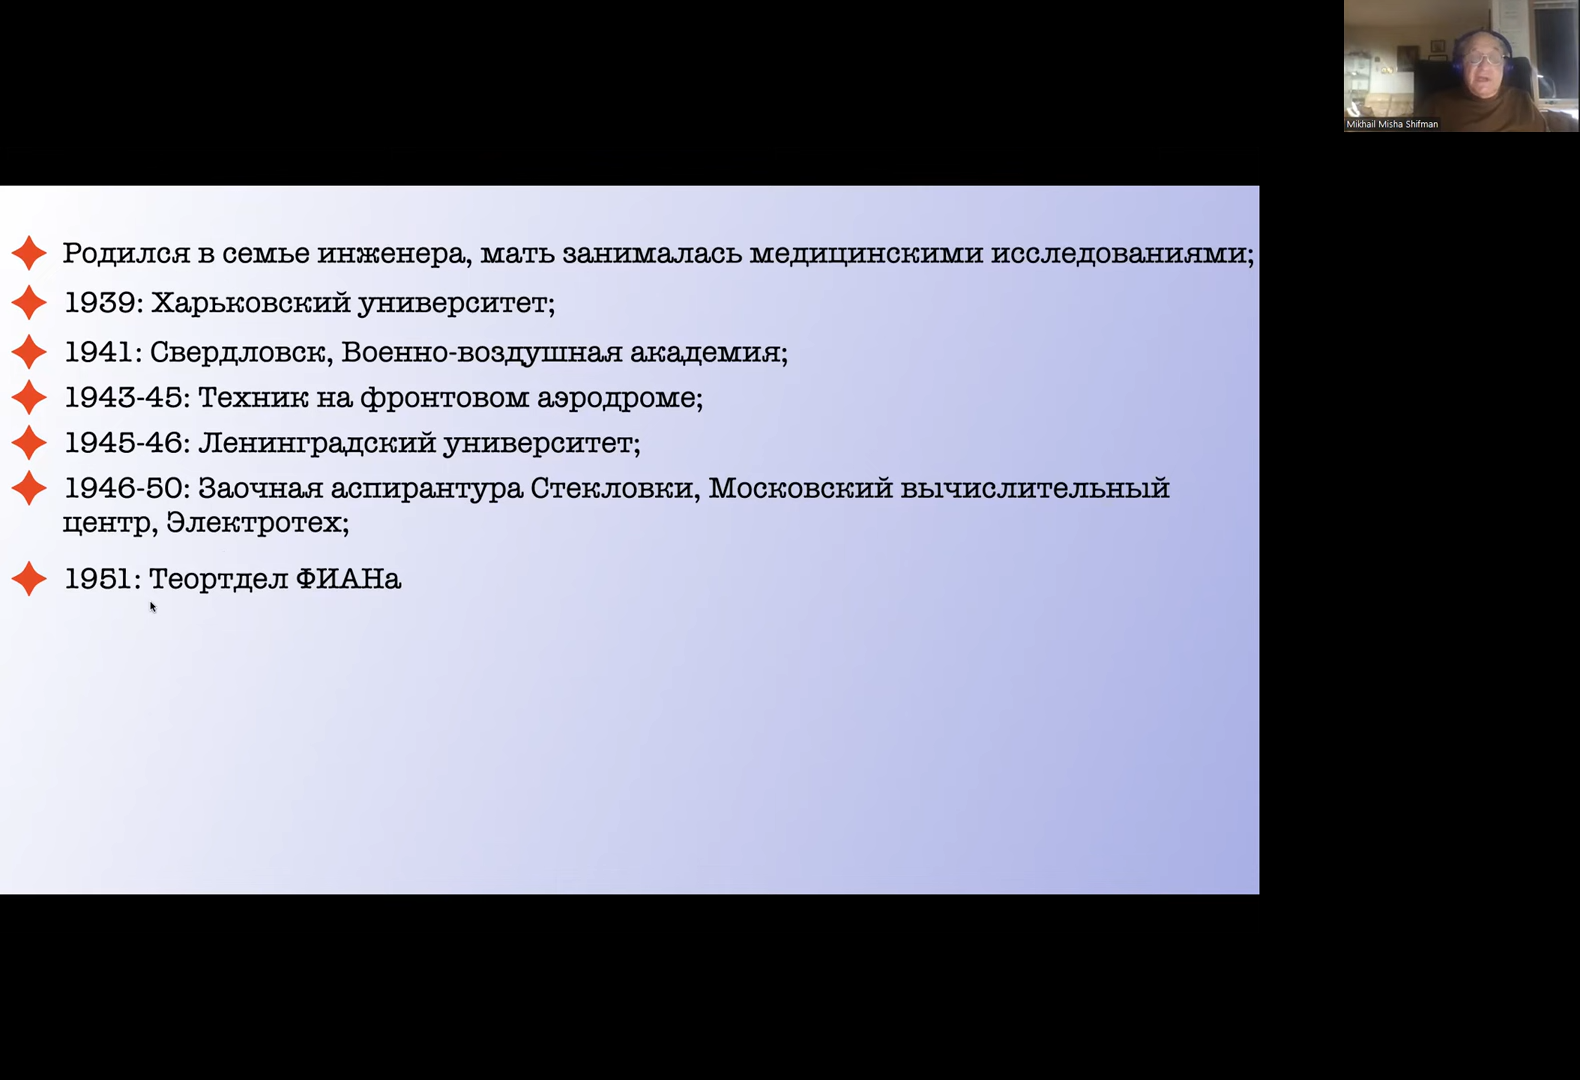 Mikhail Misha Shifman
Родился в семье инженера, мать занималась медицинскими исследованиями;
1939: Харьковский университет;
1941: Свердловск, Военно-воздушная академия;
1943-45: Техник на фронтовом аэродроме;
1945-46: Ленинградский университет;
1946-50: Заочная аспирантура Стекловки, Московский вычислительный
центр, Электротех;
1951: Теортдел ФИАНа